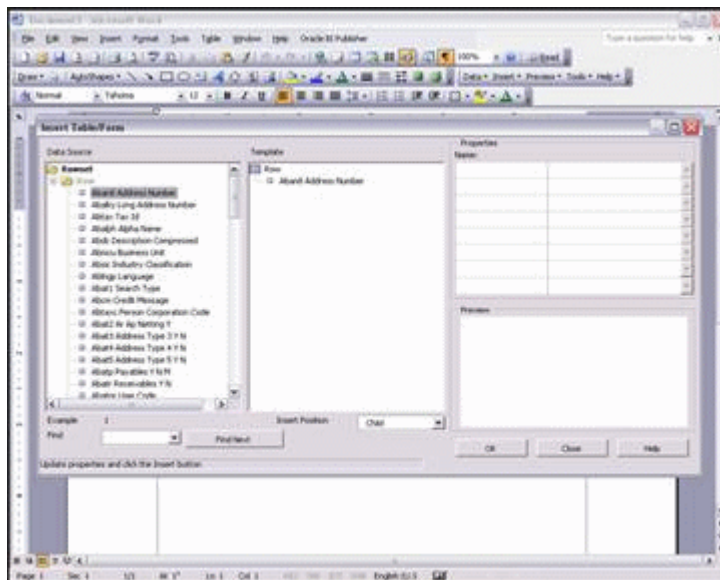 Document1 - Microsoft Word
File Edit View Insert Format Tools Table Window Help Oracle BI Publisher
Type a question for help
100% Read
Draw AutoShapes Data Insert Preview Tools Help
Normal Tahoma 12 B I U
Insert Table/Form
Data Source
Template
Properties
Name:
Rowset
Row
Row
Aban8 Address Number
Aban8 Address Number
Abalky Long Address Number
Abtax Tax Id
Abalph Alpha Name
Abdc Description Compressed
Abmcu Business Unit
Absic Industry Classification
Ablngp Language
Abat1 Search Type
Abcm Credit Message
Abtaxc Person Corporation Code
Abat2 Ar Ap Netting Y
Abat3 Address Type 3 Y N
Abat4 Address Type 4 Y N
Abat5 Address Type 5 Y N
Abatp Payables Y N M
Abatr Receivables Y N
User Code
Preview
Example 1
Insert Position
Child
Find
Find Next
OK Close Help
Update properties and click the Insert button
Page 1 Sec 1 1/1 At 1" Ln 1 Col 1 English (U.S.